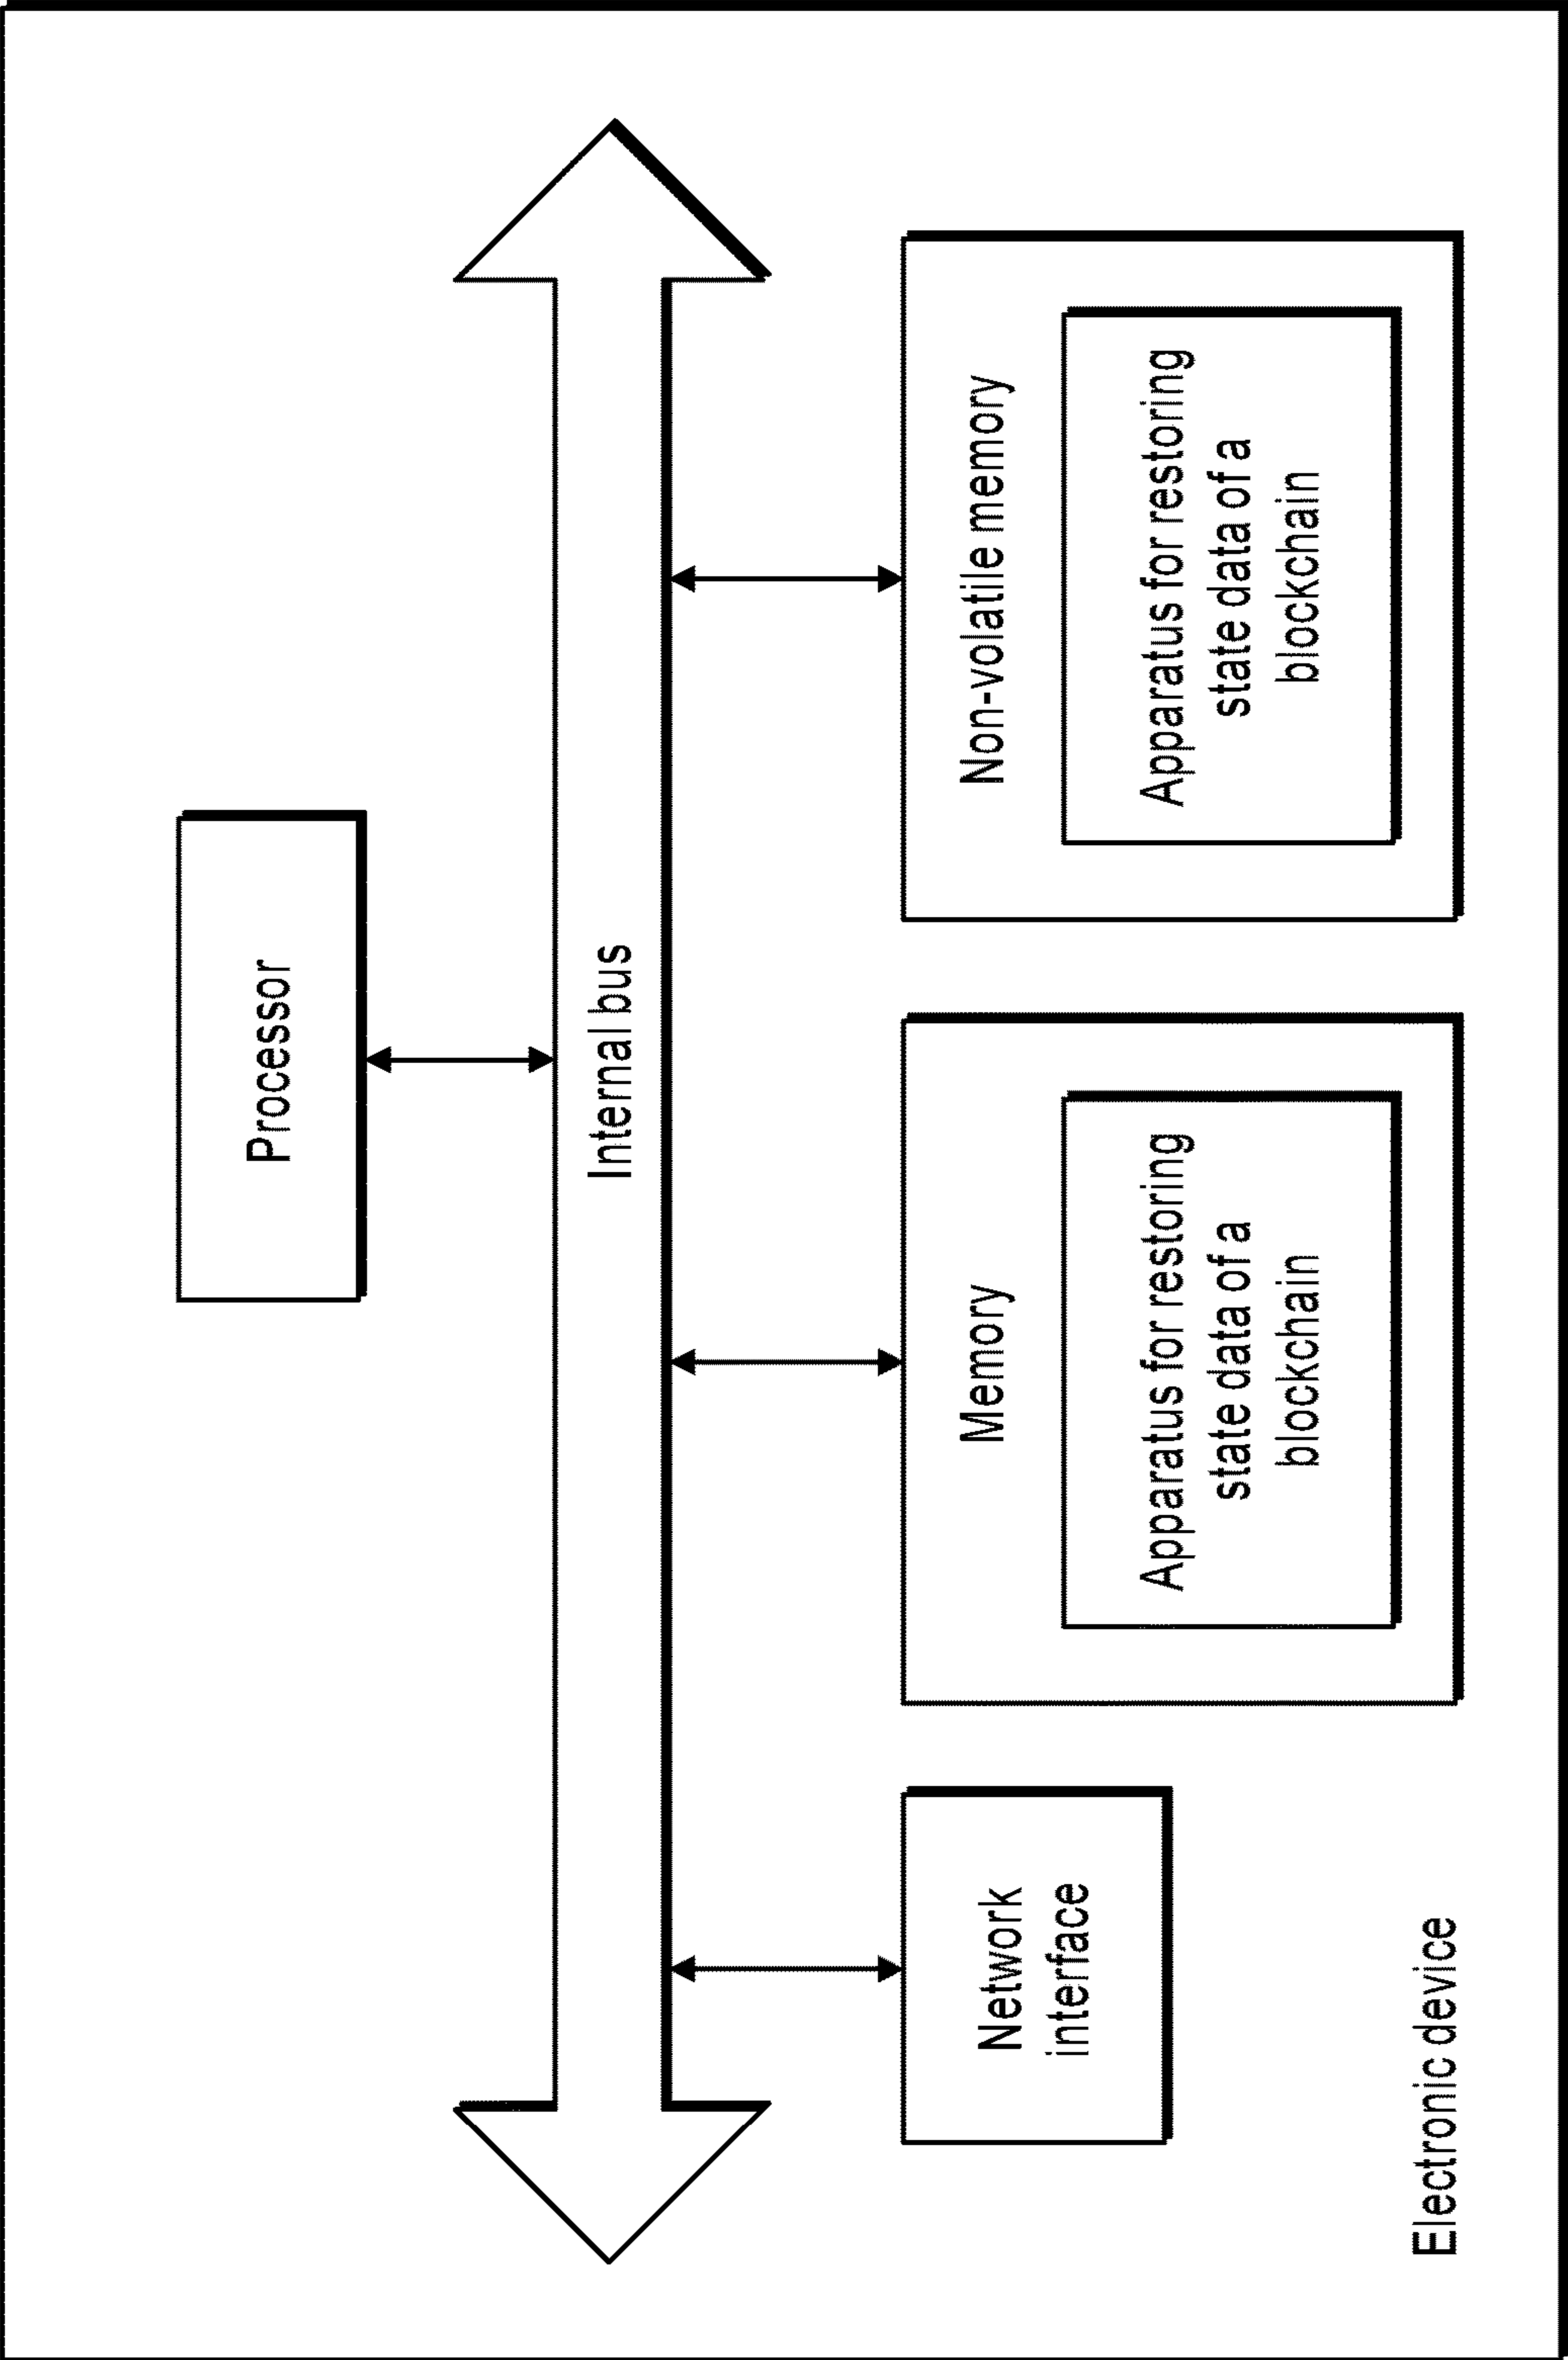 Processor
Internal bus
Network
interface
Memory
Apparatus for restoring
state data of a
blockchain
Non-volatile memory
Apparatus for restoring
state data of a
blockchain
Electronic device